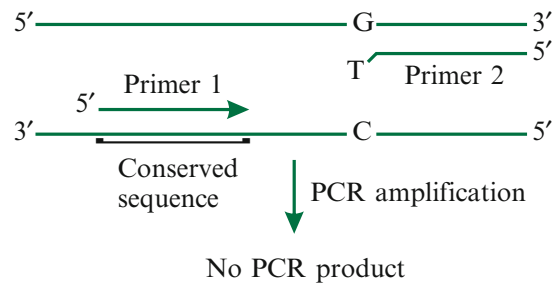 5′ G 3′
T 5′
Primer 2
Primer 1
5′
3′ C 5′
Conserved
sequence
PCR amplification
No PCR product